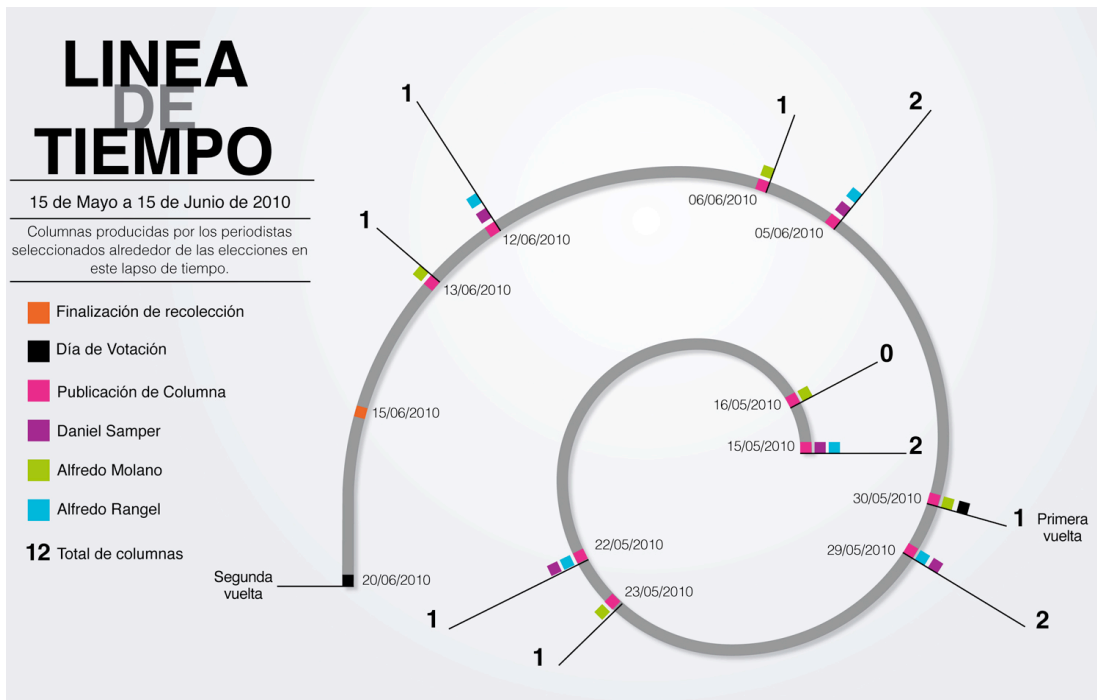 LINEA
DE
TIEMPO
15 de Mayo a 15 de Junio de 2010
Columnas producidas por los periodistas
seleccionados alrededor de las elecciones en
este lapso de tiempo.
Finalización de recolección
Día de Votación
Publicación de Columna
Daniel Samper
Alfredo Molano
Alfredo Rangel
12 Total de columnas
15/05/2010
2
16/05/2010
0
22/05/2010
1
23/05/2010
1
29/05/2010
2
30/05/2010
1 Primera
vuelta
05/06/2010
2
06/06/2010
1
12/06/2010
1
13/06/2010
1
15/06/2010
Segunda
vuelta
20/06/2010